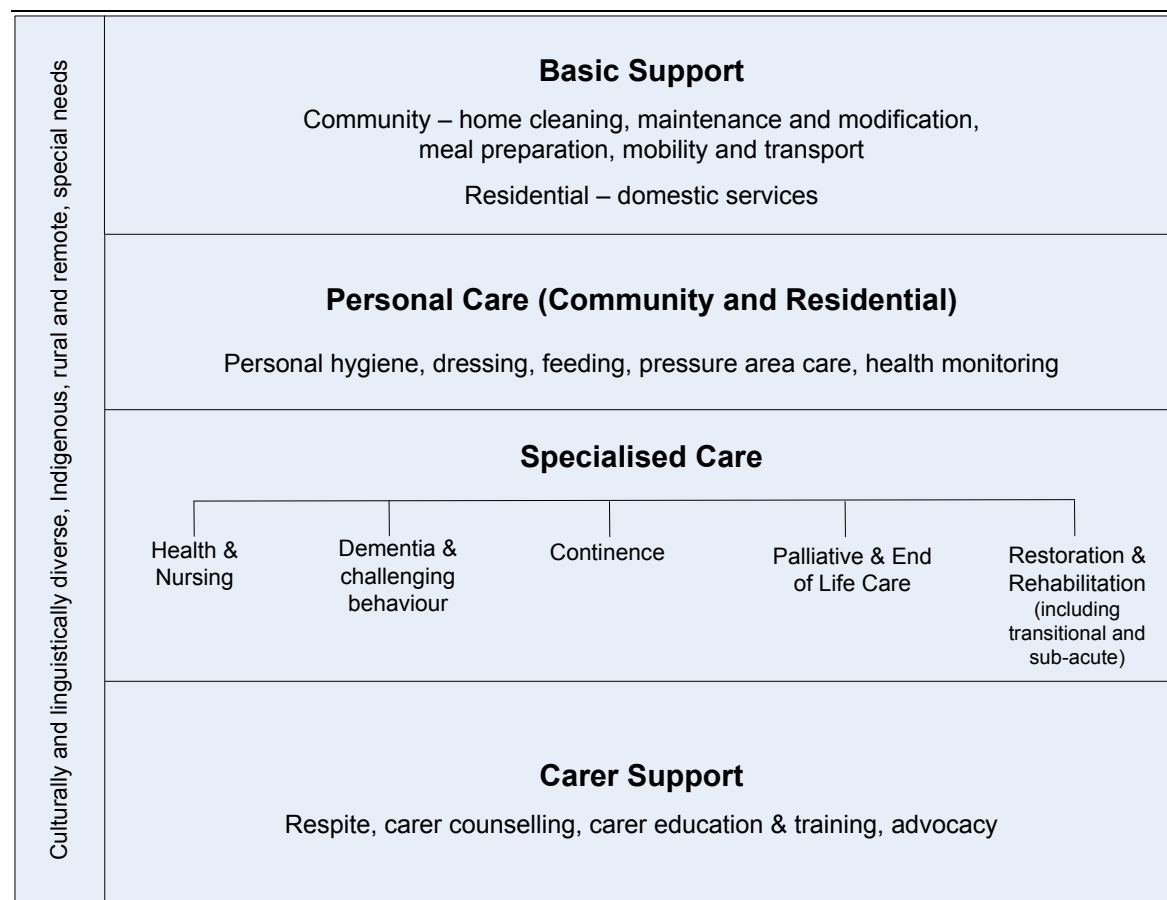 Culturally and linguistically diverse, Indigenous, rural and remote, special needs
Basic Support
Community – home cleaning, maintenance and modification,
meal preparation, mobility and transport
Residential – domestic services
Personal Care (Community and Residential)
Personal hygiene, dressing, feeding, pressure area care, health monitoring
Specialised Care
Health &
Nursing
Dementia &
challenging
behaviour
Continence
Palliative & End
of Life Care
Restoration &
Rehabilitation
(including
transitional and
sub-acute)
Carer Support
Respite, carer counselling, carer education & training, advocacy